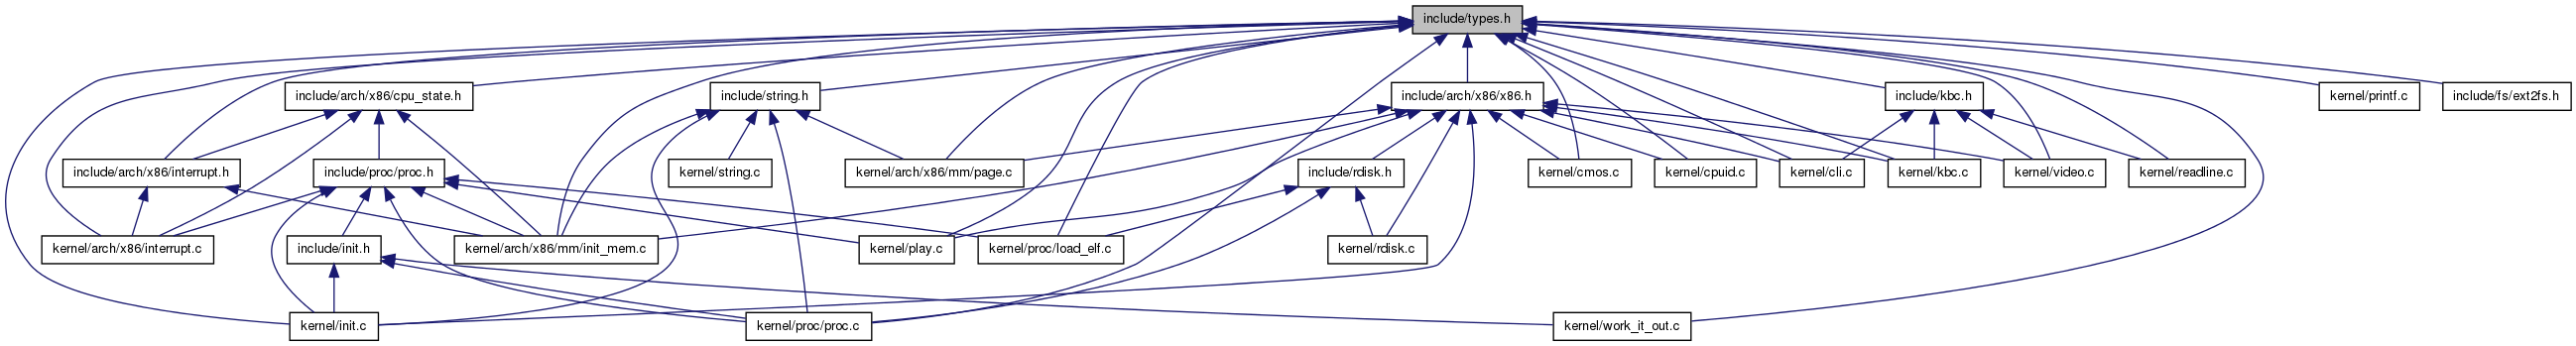 include/types.h
include/arch/x86/cpu_state.h
include/string.h
include/arch/x86/x86.h
include/kbc.h
kernel/printf.c
include/fs/ext2fs.h
include/arch/x86/interrupt.h
include/proc/proc.h
kernel/string.c
kernel/arch/x86/mm/page.c
include/rdisk.h
kernel/cmos.c
kernel/cpuid.c
kernel/cli.c
kernel/kbc.c
kernel/video.c
kernel/readline.c
kernel/arch/x86/interrupt.c
include/init.h
kernel/arch/x86/mm/init_mem.c
kernel/play.c
kernel/proc/load_elf.c
kernel/rdisk.c
kernel/init.c
kernel/proc/proc.c
kernel/work_it_out.c